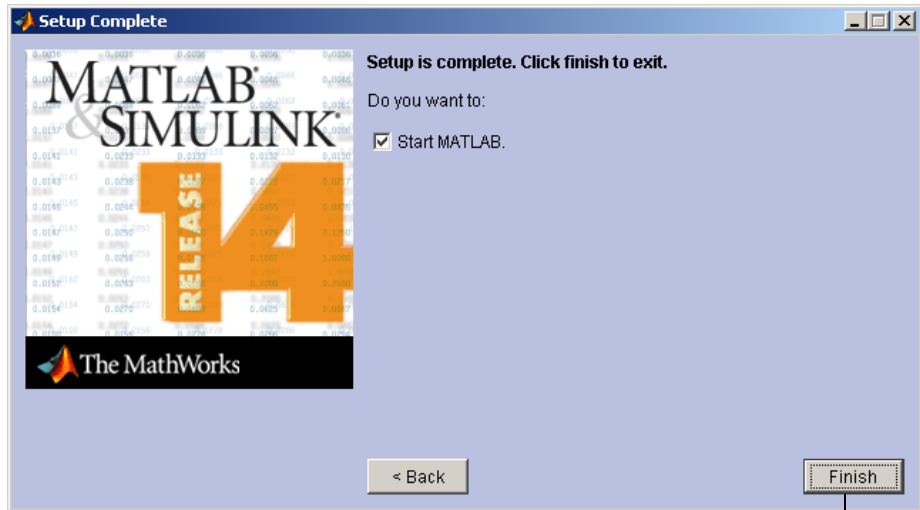 Setup Complete
MATLAB®
& SIMULINK®
RELEASE
14
The MathWorks
Setup is complete. Click finish to exit.
Do you want to:
Start MATLAB.
< Back
Finish